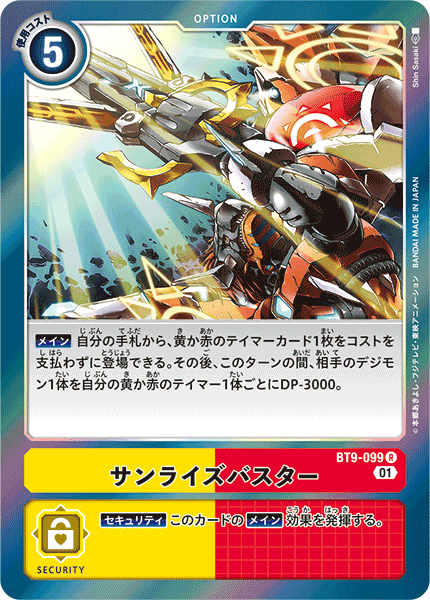 OPTION
使用コスト
5
Shin Sasaki
©本郷あきよし・フジテレビ・東映アニメーション BANDAI MADE IN JAPAN
メイン 自分の手札から、黄か赤のテイマーカード1枚をコストを
支払わずに登場できる。その後、このターンの間、相手のデジモ
ン1体を自分の黄か赤のテイマー1体ごとにDP-3000。
BT9-099 R
サンライズバスター
01
セキュリティ このカードの メイン 効果を発揮する。
SECURITY